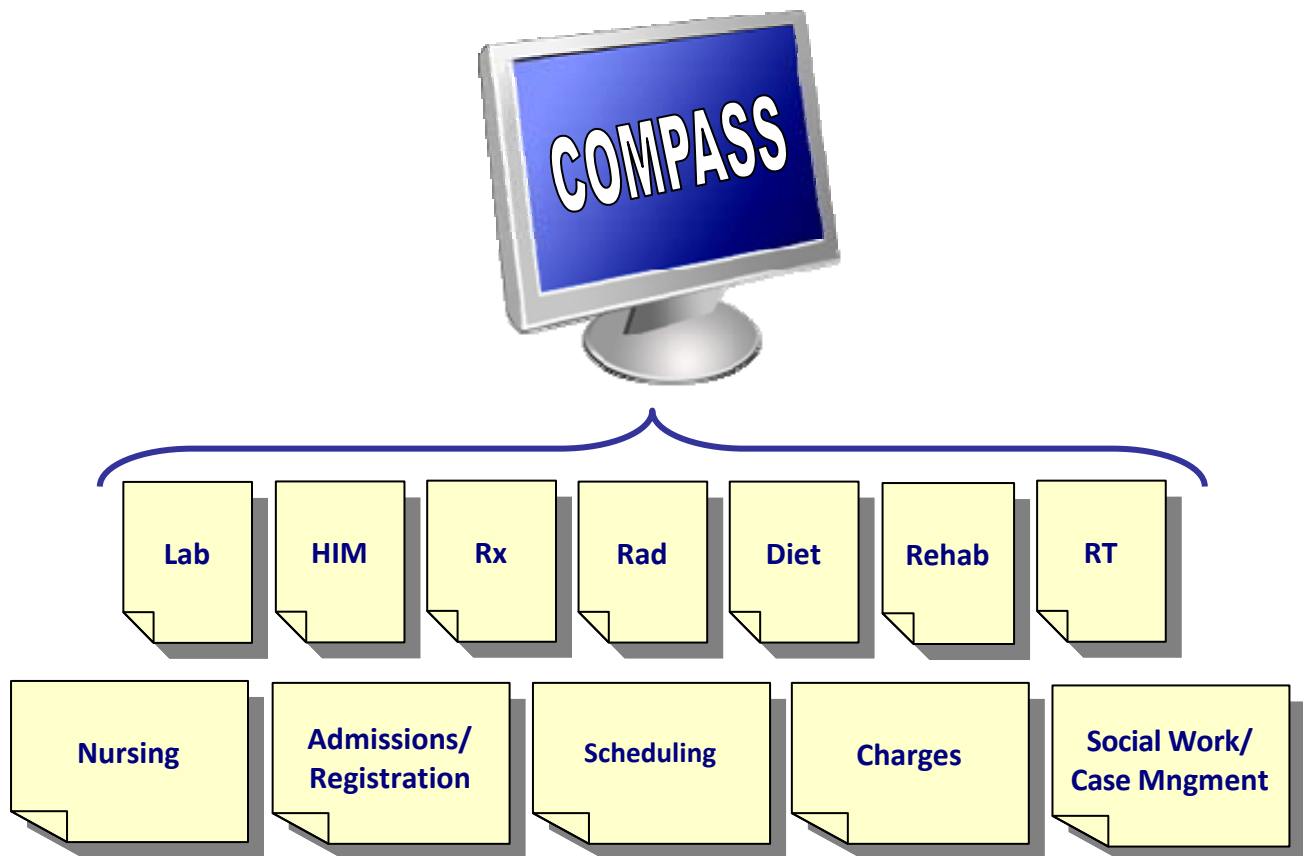 COMPASS
Lab
HIM
Rx
Rad
Diet
Rehab
RT
Nursing
Admissions/
Registration
Scheduling
Charges
Social Work/
Case Mngment